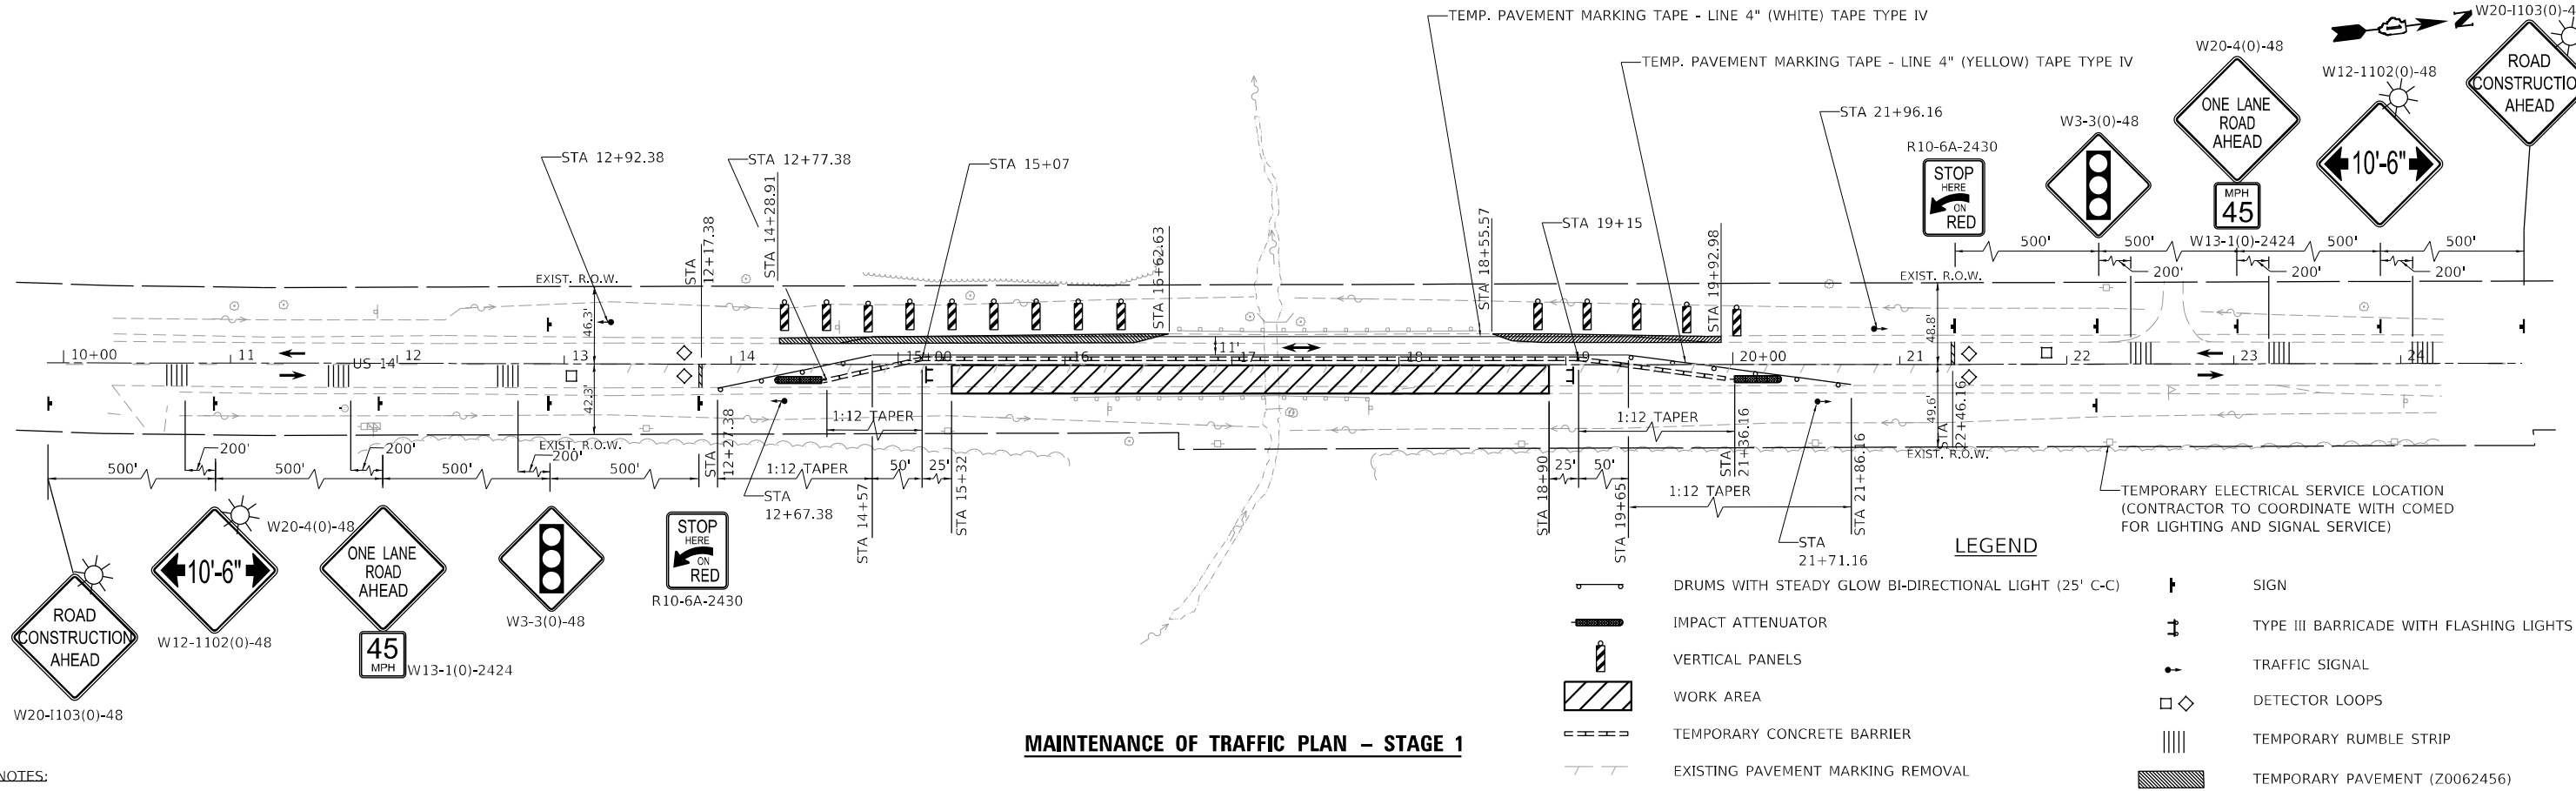 TEMP. PAVEMENT MARKING TAPE - LINE 4" (WHITE) TAPE TYPE IV
TEMP. PAVEMENT MARKING TAPE - LINE 4" (YELLOW) TAPE TYPE IV
N
W20-I103(0)-4
ROAD
CONSTRUCTIO
AHEAD
W20-4(0)-48
ONE LANE
ROAD
AHEAD
MPH
45
W13-1(0)-2424
W12-1102(0)-48
10'-6"
W3-3(0)-48
R10-6A-2430
STOP
HERE
ON
RED
STA 21+96.16
STA 12+92.38
STA 12+77.38
STA 14+28.91
STA 15+07
STA 16+62.63
STA 18+55.57
STA 19+15
STA 19+92.98
STA
12+17.38
500'
500'
500'
500'
200'
200'
200'
EXIST. R.O.W.
EXIST. R.O.W.
46.3'
48.8'
11'
10+00
11
US 14
12
13
14
15+00
16
17
18
19
20+00
21
22
23
24
42.3'
49.6'
EXIST. R.O.W.
EXIST. R.O.W.
1:12 TAPER
1:12 TAPER
STA
12+27.38
STA
21+36.16
STA
22+46.16
500'
200'
500'
200'
500'
200'
500'
1:12 TAPER
50'
25'
STA 15+32
STA 14+57
STA
12+67.38
STA 18+90
25'
50'
STA 19+65
1:12 TAPER
STA 21+86.16
STA
21+71.16
TEMPORARY ELECTRICAL SERVICE LOCATION
(CONTRACTOR TO COORDINATE WITH COMED
FOR LIGHTING AND SIGNAL SERVICE)
ROAD
CONSTRUCTION
AHEAD
W20-I103(0)-48
10'-6"
W12-1102(0)-48
W20-4(0)-48
ONE LANE
ROAD
AHEAD
45
MPH
W13-1(0)-2424
W3-3(0)-48
STOP
HERE
ON
RED
R10-6A-2430
LEGEND
DRUMS WITH STEADY GLOW BI-DIRECTIONAL LIGHT (25' C-C)
IMPACT ATTENUATOR
VERTICAL PANELS
WORK AREA
TEMPORARY CONCRETE BARRIER
EXISTING PAVEMENT MARKING REMOVAL
SIGN
TYPE III BARRICADE WITH FLASHING LIGHTS
TRAFFIC SIGNAL
DETECTOR LOOPS
TEMPORARY RUMBLE STRIP
TEMPORARY PAVEMENT (Z0062456)
MAINTENANCE OF TRAFFIC PLAN – STAGE 1
NOTES: